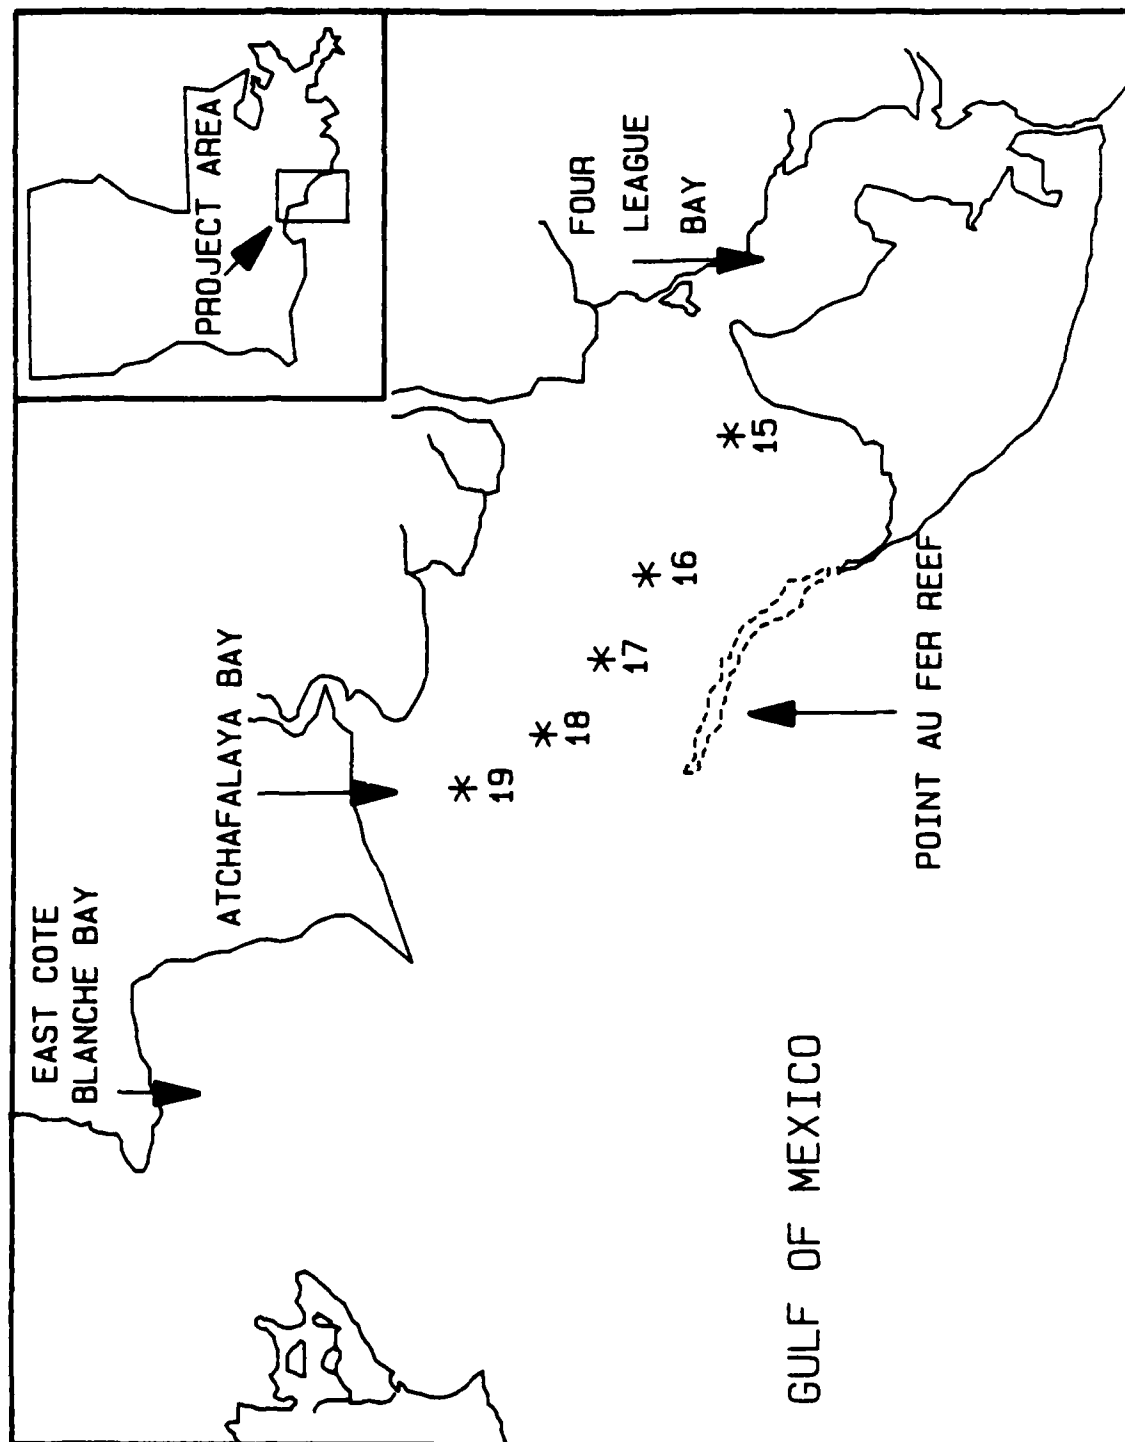 PROJECT AREA
EAST COTE
BLANCHE BAY
ATCHAFALAYA BAY
FOUR
LEAGUE
BAY
* 19
* 18
* 17
* 16
* 15
POINT AU FER REEF
GULF OF MEXICO